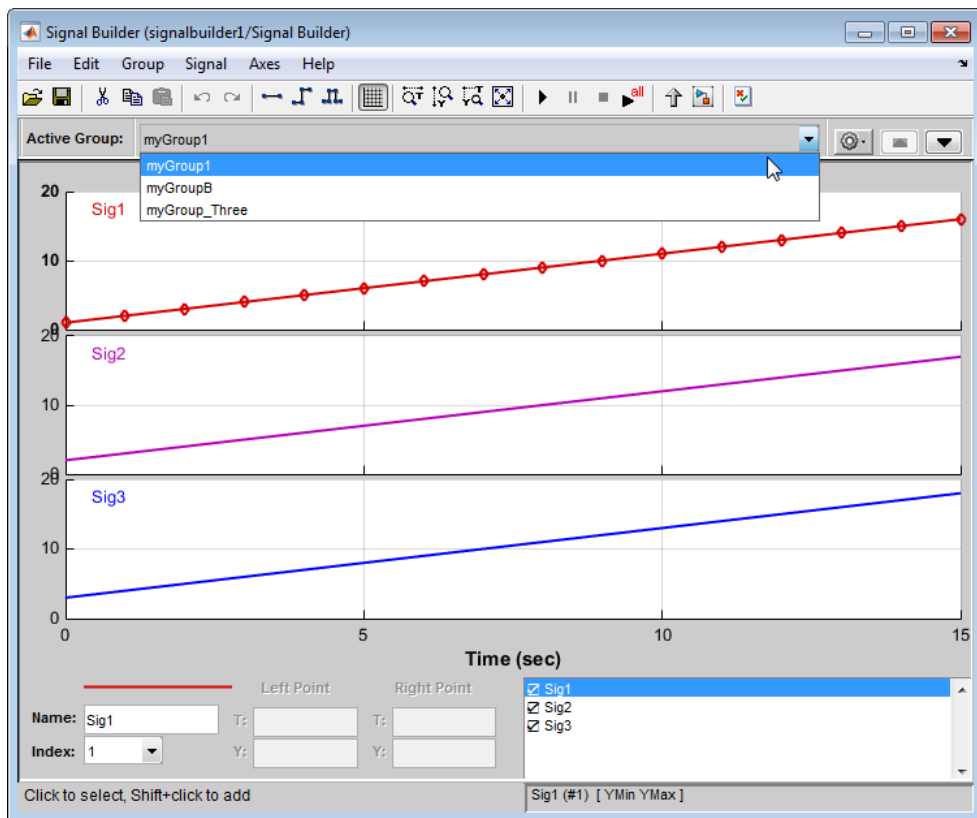 Signal Builder (signalbuilder1/Signal Builder)
File Edit Group Signal Axes Help
all
Active Group: myGroup1
myGroup1
myGroupB
myGroup_Three
20
Sig1
10
0
20
Sig2
10
0
20
Sig3
10
0
0 5 10 15
Time (sec)
Left Point Right Point
Name: Sig1 T: T:
Index: 1 Y: Y:
Sig1
Sig2
Sig3
Click to select, Shift+click to add
Sig1 (#1) [ YMin YMax ]